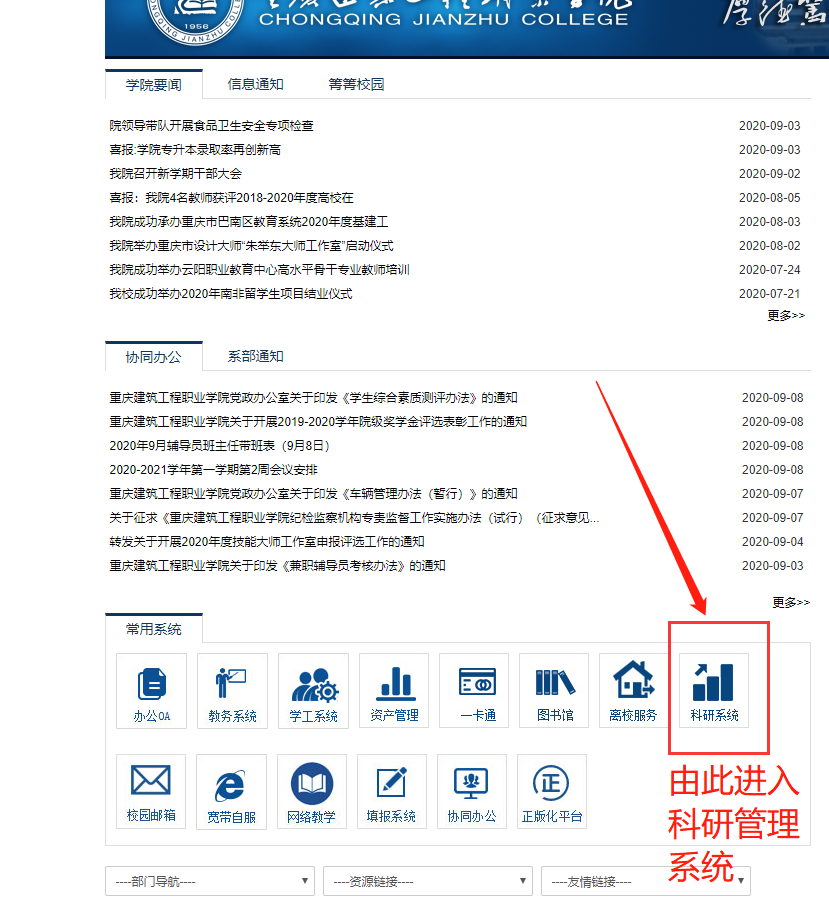 1956
CHONGQING JIANZHU COLLEGE
学院要闻 信息通知 箐箐校园
院领导带队开展食品卫生安全专项检查 2020-09-03
喜报:学院专升本录取率再创新高 2020-09-03
我院召开新学期干部大会 2020-09-02
喜报：我院4名教师获评2018-2020年度高校在 2020-08-05
我院成功承办重庆市巴南区教育系统2020年度基建工 2020-08-03
我院举办重庆市设计大师“朱举东大师工作室”启动仪式 2020-08-02
我院成功举办云阳职业教育中心高水平骨干专业教师培训 2020-07-24
我校成功举办2020年南非留学生项目结业仪式 2020-07-21
更多>>
协同办公 系部通知
重庆建筑工程职业学院党政办公室关于印发《学生综合素质测评办法》的通知 2020-09-08
重庆建筑工程职业学院关于开展2019-2020学年院级奖学金评选表彰工作的通知 2020-09-08
2020年9月辅导员班主任带班表（9月8日） 2020-09-08
2020-2021学年第一学期第2周会议安排 2020-09-08
重庆建筑工程职业学院党政办公室关于印发《车辆管理办法（暂行）》的通知 2020-09-07
关于征求《重庆建筑工程职业学院纪检监察机构专责监督工作实施办法（试行）（征求意见... 2020-09-07
转发关于开展2020年度技能大师工作室申报评选工作的通知 2020-09-04
重庆建筑工程职业学院关于印发《兼职辅导员考核办法》的通知 2020-09-03
更多>>
常用系统
办公OA 教务系统 学工系统 资产管理 一卡通 图书馆 离校服务 科研系统
正
校园邮箱 宽带自服 网络教学 填报系统 协同办公 正版化平台
由此进入
科研管理
系统
----部门导航---- ----资源链接---- ----友情链接----